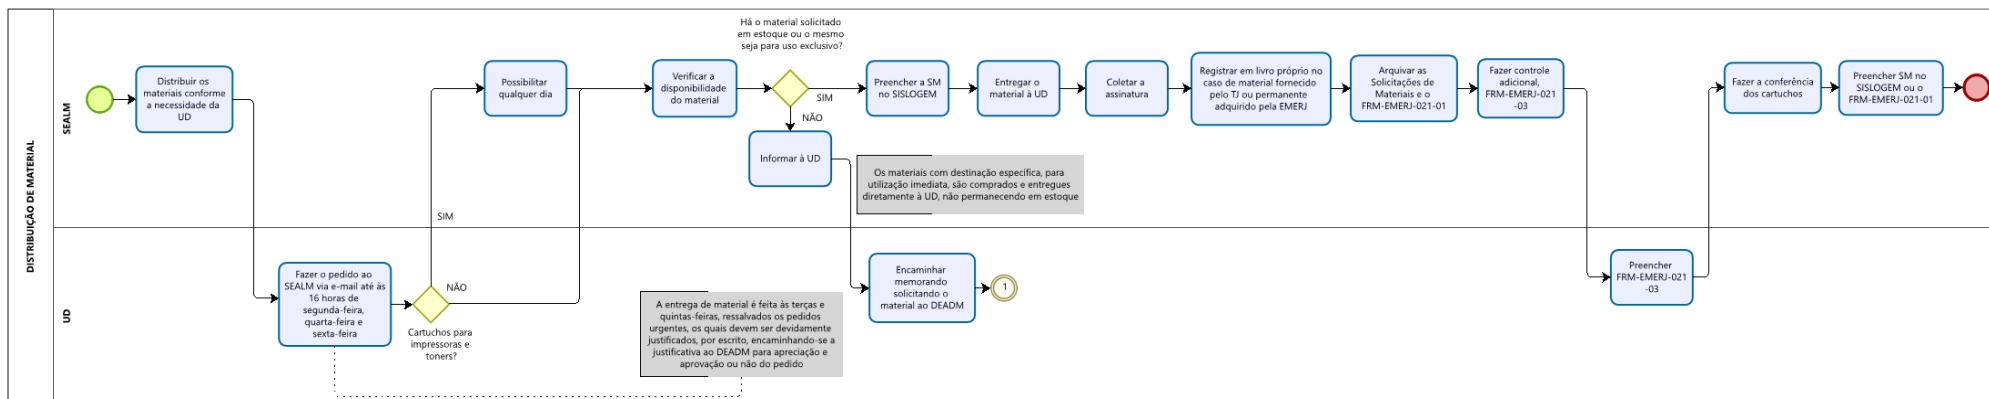 DISTRIBUIÇÃO DE MATERIAL
SEALM
Distribuir os
materiais conforme
a necessidade da
UD
Possibilitar
qualquer dia
Verificar a
disponibilidade
do material
Há o material solicitado
em estoque ou o mesmo
seja para uso exclusivo?
SIM
NÃO
Informar à UD
Preencher a SM
no SISLOGEM
Entregar o
material à UD
Coletar a
assinatura
Registrar em livro próprio no
caso de material fornecido
pelo TJ ou permanente
adquirido pela EMERJ
Arquivar as
Solicitações de
Materiais e o
FRM-EMERJ-021-01
Fazer controle
adicional,
FRM-EMERJ-021
-03
Fazer a conferência
dos cartuchos
Preencher SM no
SISLOGEM ou o
FRM-EMERJ-021-01
Os materiais com destinação específica, para
utilização imediata, são comprados e entregues
diretamente à UD, não permanecendo em estoque
SIM
UD
Fazer o pedido ao
SEALM via e-mail até às
16 horas de
segunda-feira,
quarta-feira e
sexta-feira
NÃO
Cartuchos para
impressoras e
toners?
A entrega de material é feita às terças e
quintas-feiras, ressalvados os pedidos
urgentes, os quais devem ser devidamente
justificados, por escrito, encaminhando-se a
justificativa ao DEADM para apreciação e
aprovação ou não do pedido
Encaminhar
memorando
solicitando o
material ao DEADM
1
Preencher
FRM-EMERJ-021
-03